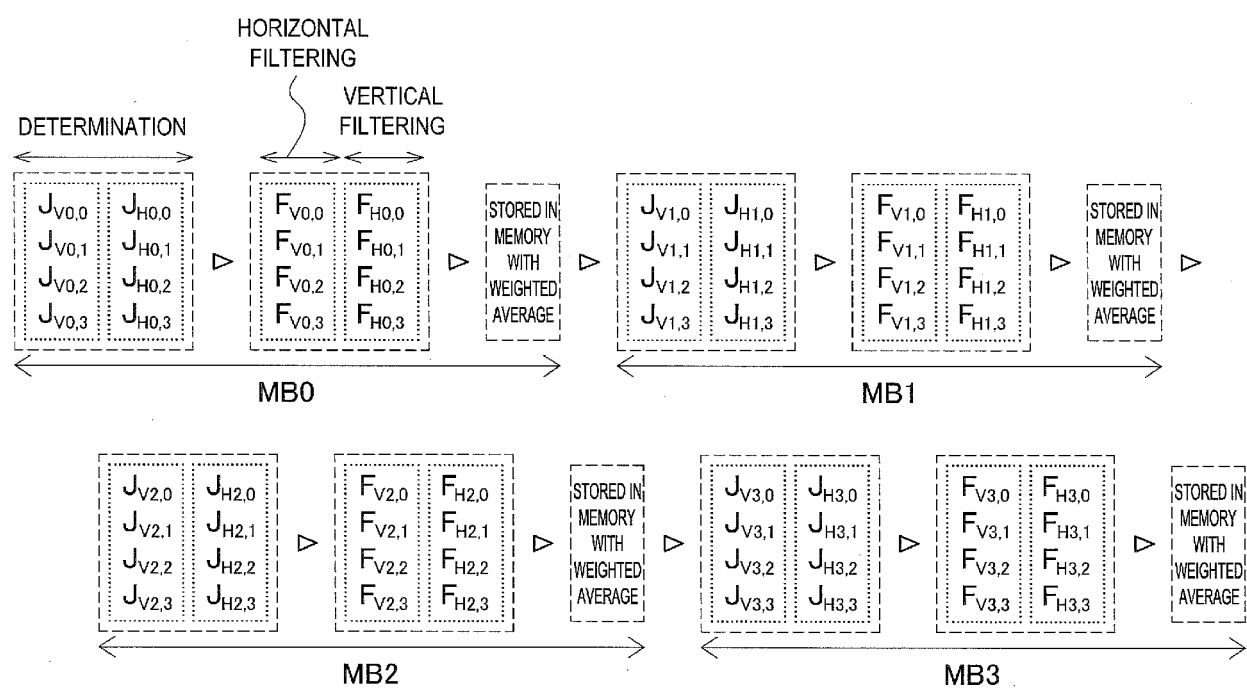 HORIZONTAL
FILTERING
VERTICAL
FILTERING
DETERMINATION
JV0,0 JH0,0
JV0,1 JH0,1
JV0,2 JH0,2
JV0,3 JH0,3
FV0,0 FH0,0
FV0,1 FH0,1
FV0,2 FH0,2
FV0,3 FH0,3
STORED IN
MEMORY
WITH
WEIGHTED
AVERAGE
MB0
JV1,0 JH1,0
JV1,1 JH1,1
JV1,2 JH1,2
JV1,3 JH1,3
FV1,0 FH1,0
FV1,1 FH1,1
FV1,2 FH1,2
FV1,3 FH1,3
STORED IN
MEMORY
WITH
WEIGHTED
AVERAGE
MB1
JV2,0 JH2,0
JV2,1 JH2,1
JV2,2 JH2,2
JV2,3 JH2,3
FV2,0 FH2,0
FV2,1 FH2,1
FV2,2 FH2,2
FV2,3 FH2,3
STORED IN
MEMORY
WITH
WEIGHTED
AVERAGE
MB2
JV3,0 JH3,0
JV3,1 JH3,1
JV3,2 JH3,2
JV3,3 JH3,3
FV3,0 FH3,0
FV3,1 FH3,1
FV3,2 FH3,2
FV3,3 FH3,3
STORED IN
MEMORY
WITH
WEIGHTED
AVERAGE
MB3